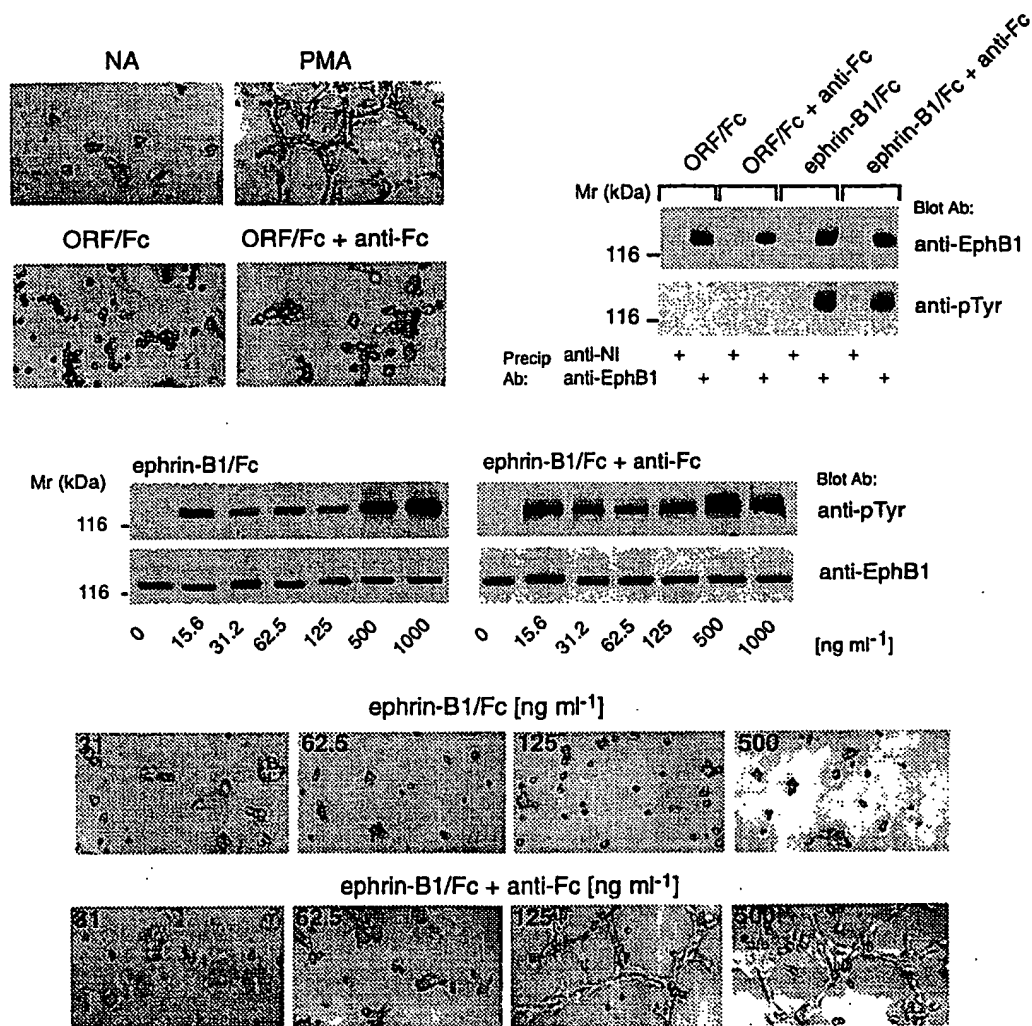 NA
PMA
ORF/Fc
ORF/Fc + anti-Fc
ORF/Fc
ORF/Fc + anti-Fc
ephrin-B1/Fc
ephrin-B1/Fc + anti-Fc
Mr (kDa)
Blot Ab:
116
anti-EphB1
116
anti-pTyr
Precip anti-NI + + + +
Ab: anti-EphB1 + + + +
ephrin-B1/Fc
ephrin-B1/Fc + anti-Fc
Mr (kDa)
Blot Ab:
116
anti-pTyr
116
anti-EphB1
0 15.6 31.2 62.5 125 500 1000
0 15.6 31.2 62.5 125 500 1000
[ng ml-1]
ephrin-B1/Fc [ng ml-1]
31 62.5 125 500
ephrin-B1/Fc + anti-Fc [ng ml-1]
31 62.5 125 500